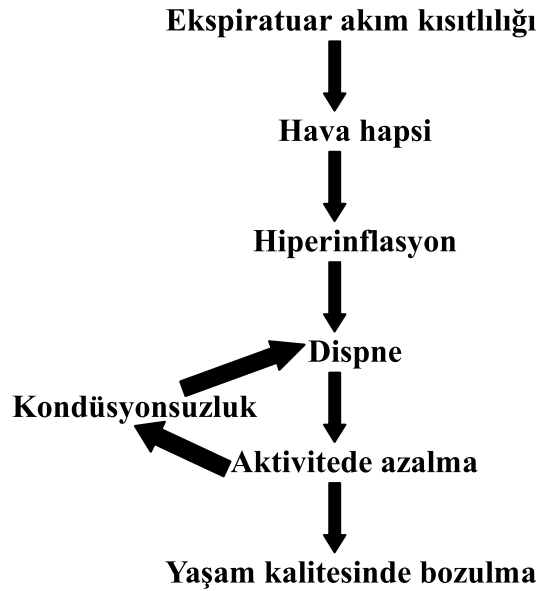 Ekspiratuar akım kısıtlılığı
Hava hapsi
Hiperinflasyon
Dispne
Kondüsyonsuzluk
Aktivitede azalma
Yaşam kalitesinde bozulma